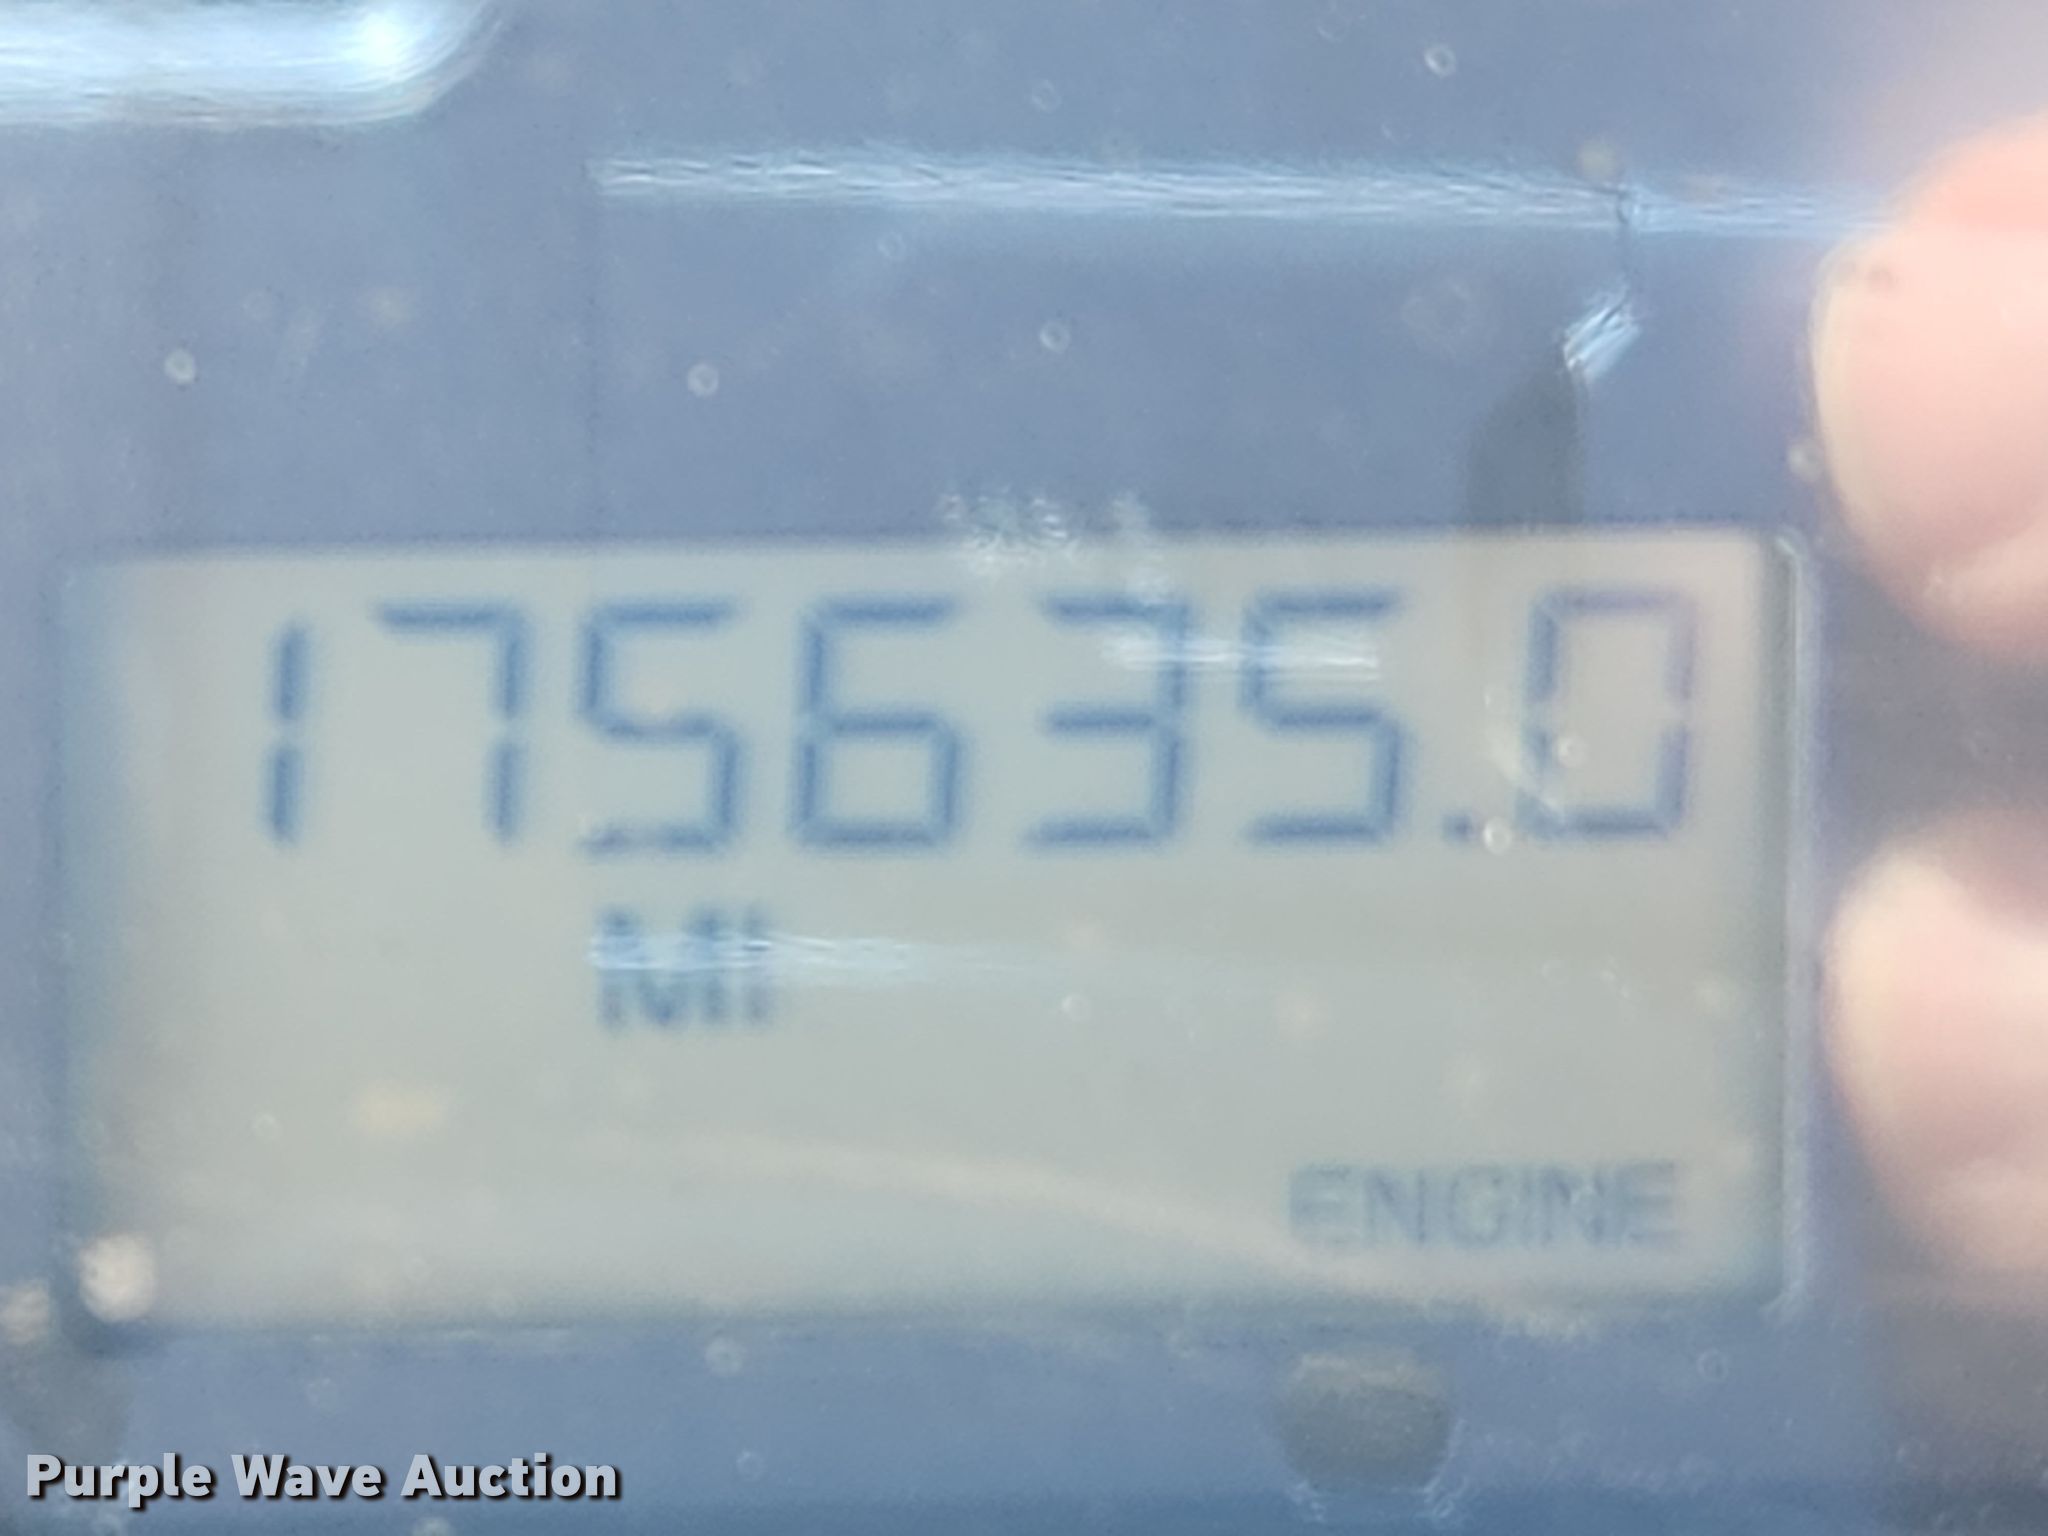 175635.0
MI
ENGINE
Purple Wave Auction